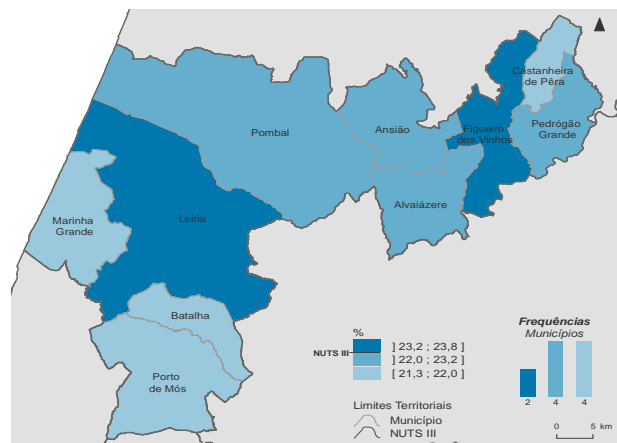 Castanheira
de Pêra
Pombal
Ansião
Figueiró
dos Vinhos
Pedrógão
Grande
Alvaiázere
Leiria
Marinha
Grande
Batalha
Porto
de Mós
%
NUTS III
] 23,2 ; 23,8 ]
] 22,0 ; 23,2 ]
[ 21,3 ; 22,0 ]
Limites Territoriais
Município
NUTS III
Frequências
Municípios
2 4 4
0 5 km